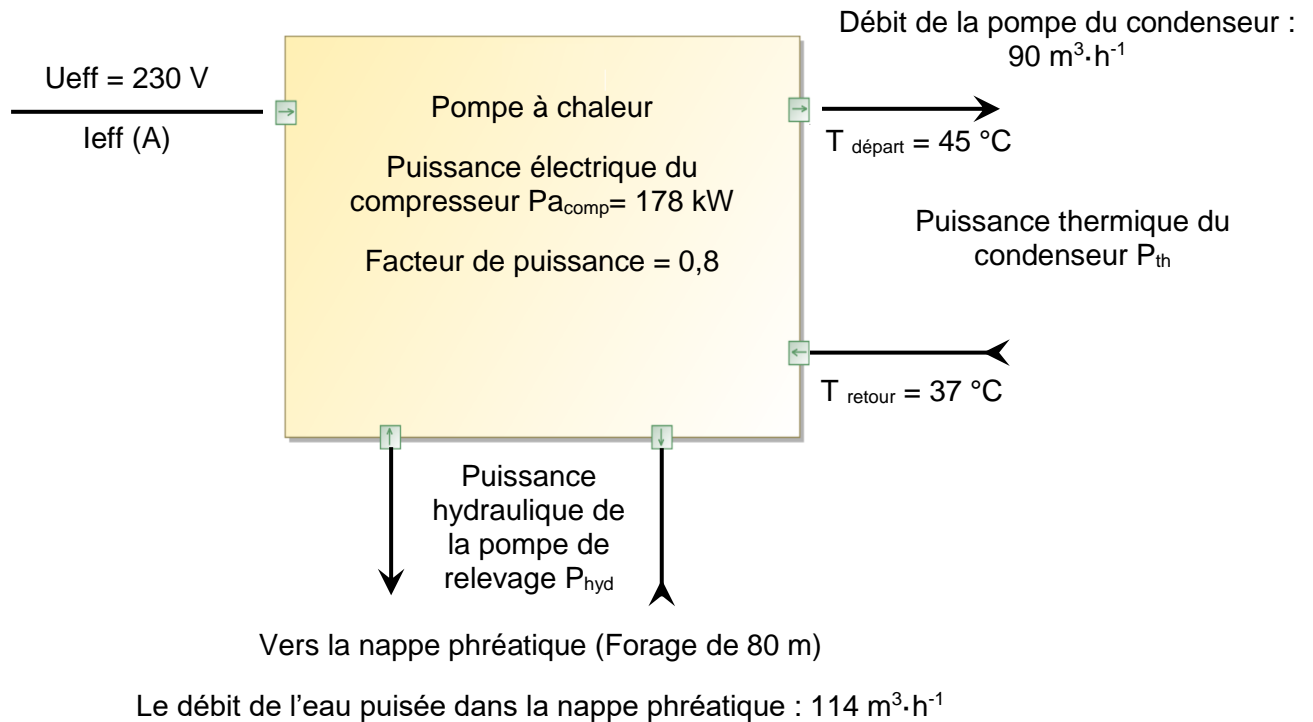 Débit de la pompe du condenseur :
90 m³·h⁻¹
Ueff = 230 V
Ieff (A)
Pompe à chaleur
Puissance électrique du
compresseur Pa_comp= 178 kW
Facteur de puissance = 0,8
T départ = 45 °C
Puissance thermique du
condenseur P_th
T retour = 37 °C
Puissance
hydraulique de
la pompe de
relevage P_hyd
Vers la nappe phréatique (Forage de 80 m)
Le débit de l’eau puisée dans la nappe phréatique : 114 m³·h⁻¹